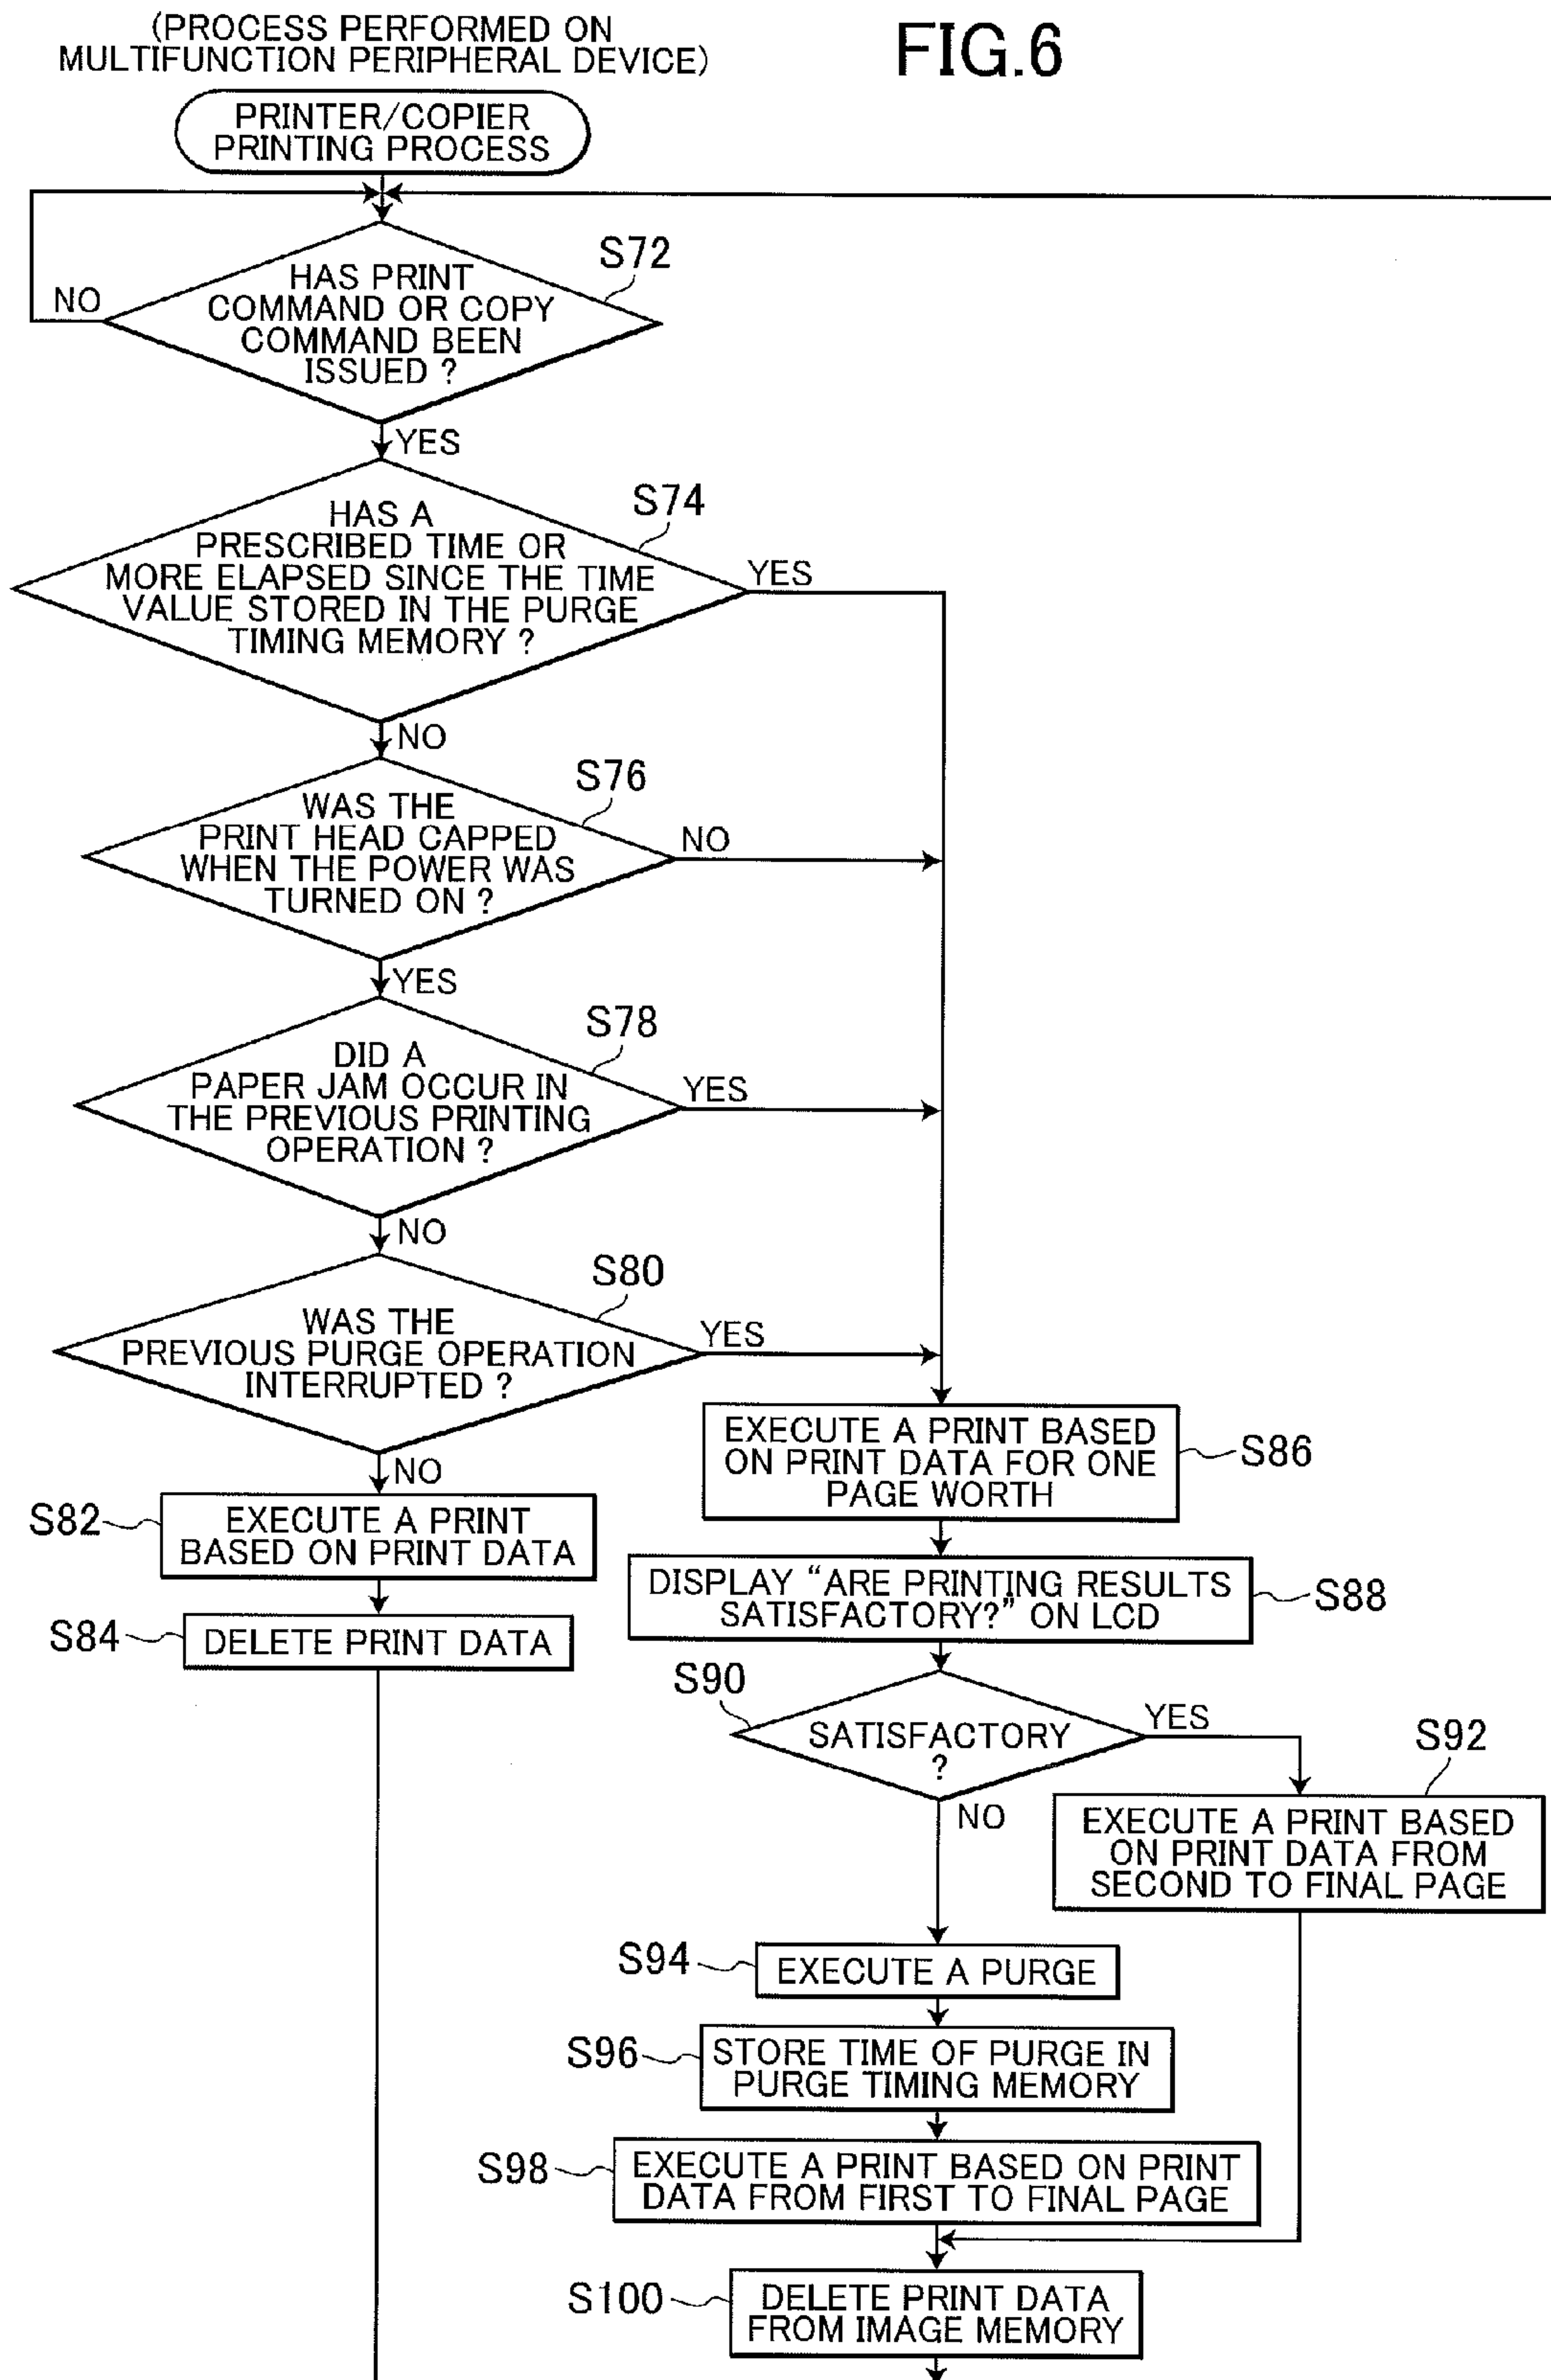 (PROCESS PERFORMED ON
MULTIFUNCTION PERIPHERAL DEVICE)
FIG.6
PRINTER/COPIER
PRINTING PROCESS
S72
HAS PRINT
COMMAND OR COPY
COMMAND BEEN
ISSUED ?
NO
YES
S74
HAS A
PRESCRIBED TIME OR
MORE ELAPSED SINCE THE TIME
VALUE STORED IN THE PURGE
TIMING MEMORY ?
YES
NO
S76
WAS THE
PRINT HEAD CAPPED
WHEN THE POWER WAS
TURNED ON ?
NO
YES
S78
DID A
PAPER JAM OCCUR IN
THE PREVIOUS PRINTING
OPERATION ?
YES
NO
S80
WAS THE
PREVIOUS PURGE OPERATION
INTERRUPTED ?
YES
NO
S82
EXECUTE A PRINT
BASED ON PRINT DATA
S84
DELETE PRINT DATA
EXECUTE A PRINT BASED
ON PRINT DATA FOR ONE
PAGE WORTH
S86
DISPLAY “ARE PRINTING RESULTS
SATISFACTORY?” ON LCD
S88
S90
SATISFACTORY
?
YES
NO
S92
EXECUTE A PRINT BASED
ON PRINT DATA FROM
SECOND TO FINAL PAGE
S94
EXECUTE A PURGE
S96
STORE TIME OF PURGE IN
PURGE TIMING MEMORY
S98
EXECUTE A PRINT BASED ON PRINT
DATA FROM FIRST TO FINAL PAGE
S100
DELETE PRINT DATA
FROM IMAGE MEMORY